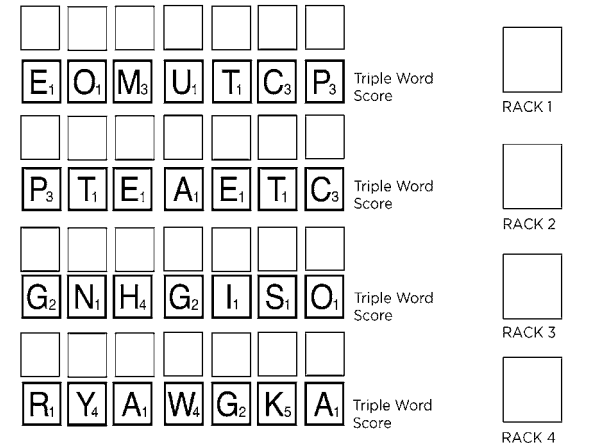 E1 O1 M3 U1 T1 C3 P3 Triple Word
Score
RACK 1
P3 T1 E1 A1 E1 T1 C3 Triple Word
Score
RACK 2
G2 N1 H4 G2 I1 S1 O1 Triple Word
Score
RACK 3
R1 Y4 A1 W4 G2 K5 A1 Triple Word
Score
RACK 4